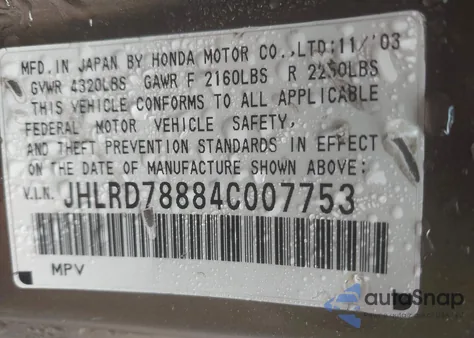 MFD. IN JAPAN BY HONDA MOTOR CO., LTD: 11/'03
GVWR 4320LBS GAWR F 2160LBS R 2250LBS
THIS VEHICLE CONFORMS TO ALL APPLICABLE
FEDERAL MOTOR VEHICLE SAFETY,
AND THEFT PREVENTION STANDARDS IN EFFECT
ON THE DATE OF MANUFACTURE SHOWN ABOVE:
V.I.N. JHLRD78884C007753
MPV
autoSnap